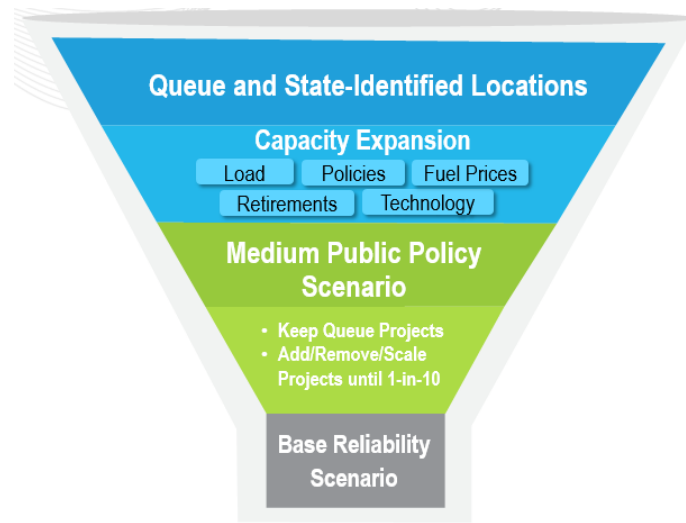 Queue and State-Identified Locations
Capacity Expansion
Load Policies Fuel Prices
Retirements Technology
Medium Public Policy
Scenario
• Keep Queue Projects
• Add/Remove/Scale
Projects until 1-in-10
Base Reliability
Scenario